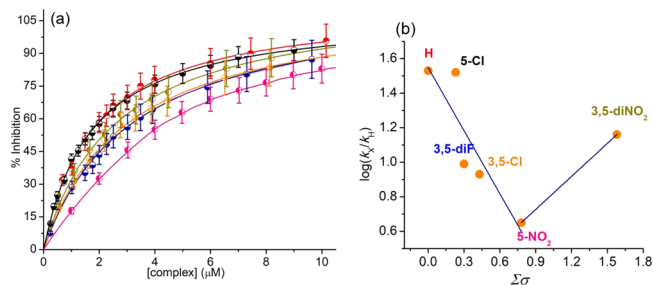 (a)
105
90
75
60
45
30
15
0
% Inhibition
0 2 4 6 8 10
[complex] (μM)
(b)
1.6
1.4
1.2
1.0
0.8
0.6
log(kX/kH)
H
5-Cl
3,5-diNO2
3,5-diF
3,5-Cl
5-NO2
0.0 0.3 0.6 0.9 1.2 1.5 1.8
Σσ